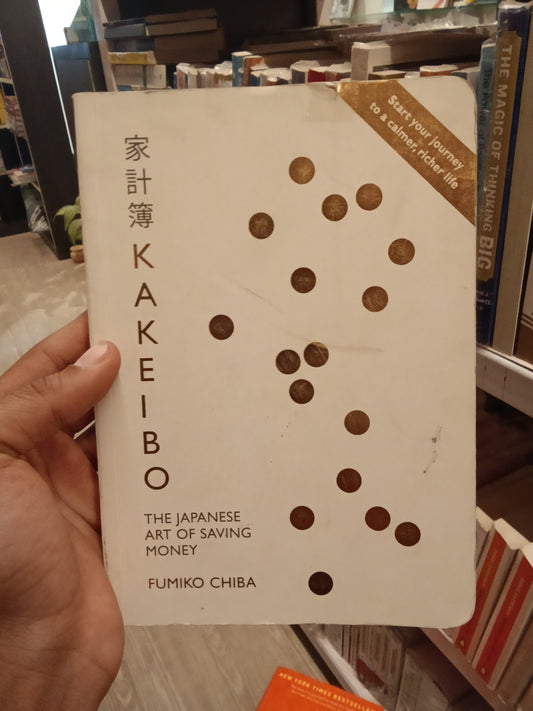 家計簿
KAKEIBO
Start your journey
to a calmer, richer life
THE JAPANESE
ART OF SAVING
MONEY
FUMIKO CHIBA
THE MAGIC OF THINKING BIG
NEW YORK TIMES BESTSELLER